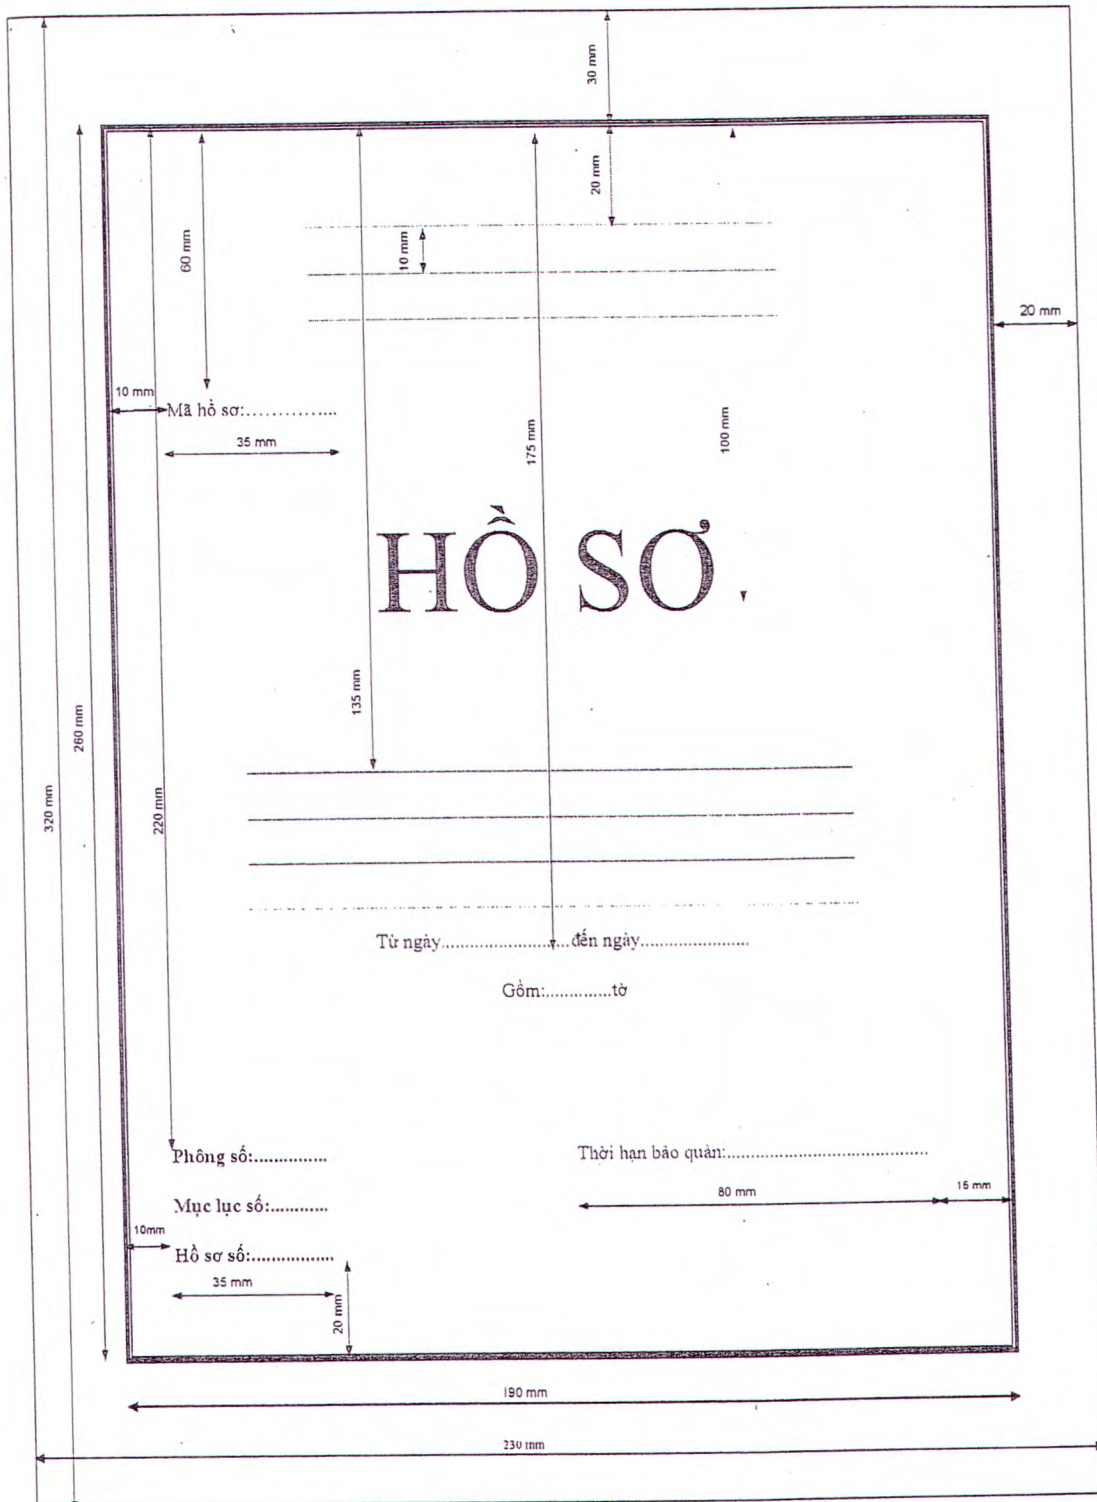 30 mm
20 mm
60 mm
10 mm
20 mm
10 mm
Mã hồ sơ:...............
35 mm
175 mm
100 mm
HỒ SƠ
135 mm
260 mm
320 mm
220 mm
Từ ngày..........................đến ngày......................
Gồm:.............tờ
Phông số:..............
Thời hạn bảo quản:.........................................
80 mm
15 mm
Mục lục số:............
10mm
Hồ sơ số:.................
35 mm
20 mm
190 mm
230 mm